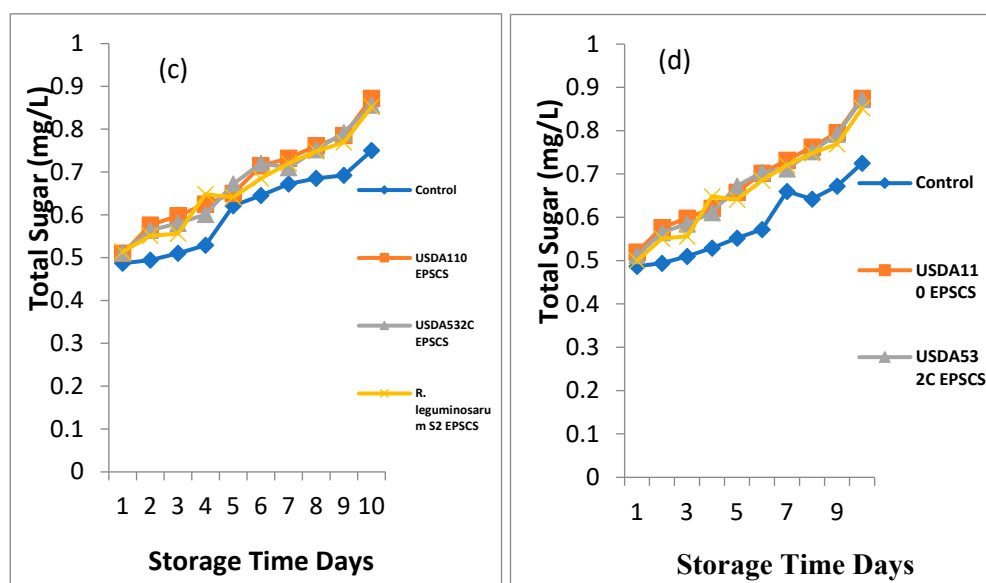 (c)
Total Sugar (mg/L)
1
0.9
0.8
0.7
0.6
0.5
0.4
0.3
0.2
0.1
0
1 2 3 4 5 6 7 8 9 10
Storage Time Days
Control
USDA110
EPSCS
USDA532C
EPSCS
R.
leguminosaru
m S2 EPSCS
(d)
Total Sugar (mg/L)
1
0.9
0.8
0.7
0.6
0.5
0.4
0.3
0.2
0.1
0
1 3 5 7 9
Storage Time Days
Control
USDA11
0 EPSCS
USDA53
2C EPSCS